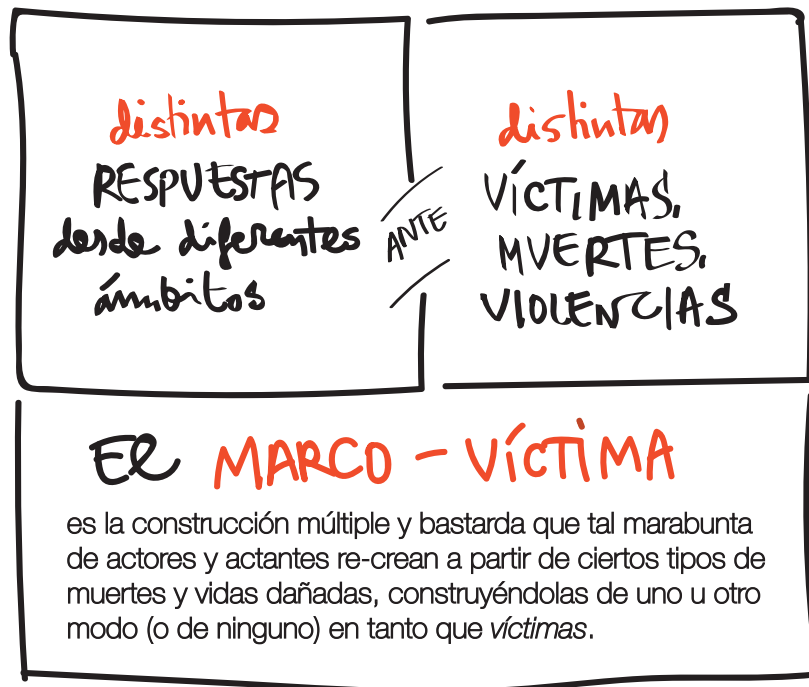 distintas
RESPUESTAS
desde diferentes
ámbitos
ANTE
distintas
VÍCTIMAS,
MUERTES,
VIOLENCIAS
El MARCO - VÍCTIMA
es la construcción múltiple y bastarda que tal marabunta
de actores y actantes re-crean a partir de ciertos tipos de
muertes y vidas dañadas, construyéndolas de uno u otro
modo (o de ninguno) en tanto que víctimas.